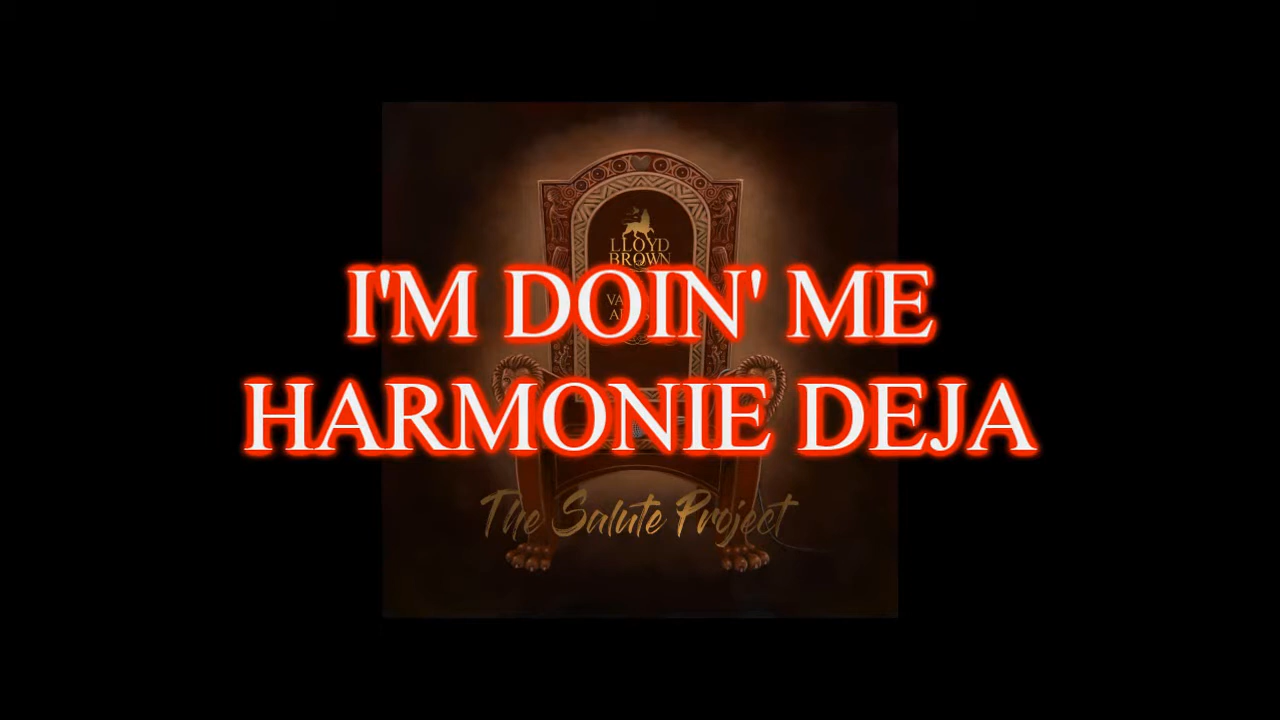 LLOYD
BROWN
I'M DOIN' ME
HARMONIE DEJA
The Salute Project